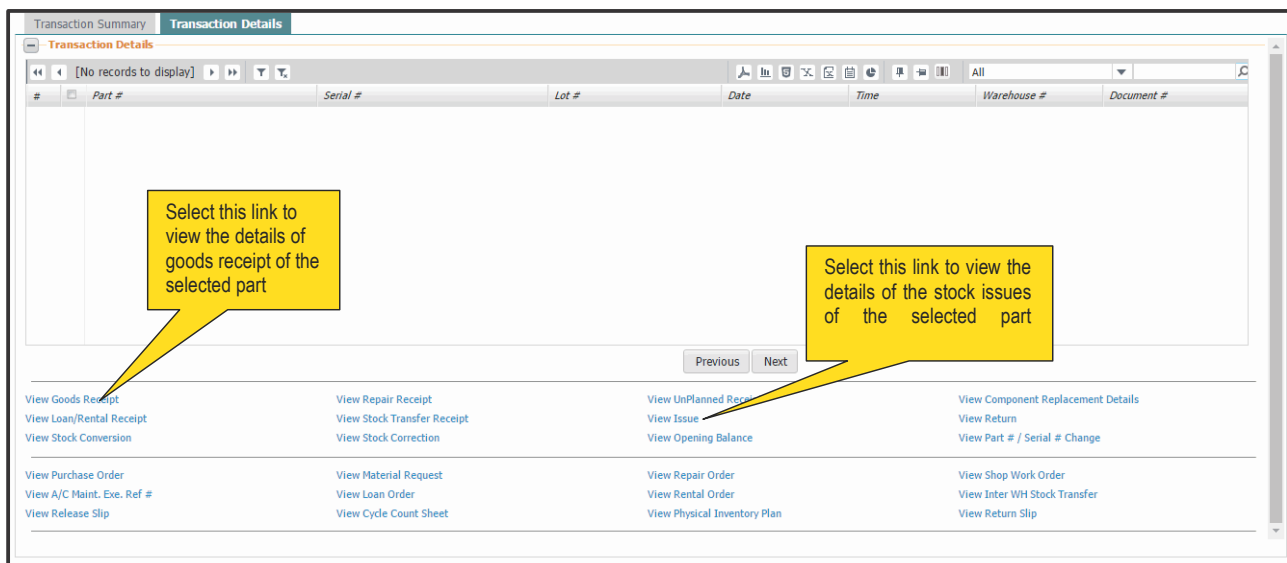 Transaction Summary Transaction Details
Transaction Details
[No records to display] All
# Part # Serial # Lot # Date Time Warehouse # Document #
Select this link to
view the details of
goods receipt of the
selected part
Select this link to view the
details of the stock issues
of the selected part
Previous Next
View Goods Receipt View Repair Receipt View UnPlanned View Component Replacement Details
View Loan/Rental Receipt View Stock Transfer Receipt View Issue View Return
View Stock Conversion View Stock Correction View Opening Balance View Part # / Serial # Change
View Purchase Order View Material Request View Repair Order View Shop Work Order
View A/C Maint. Exe. Ref # View Loan Order View Rental Order View Inter WH Stock Transfer
View Release Slip View Cycle Count Sheet View Physical Inventory Plan View Return Slip